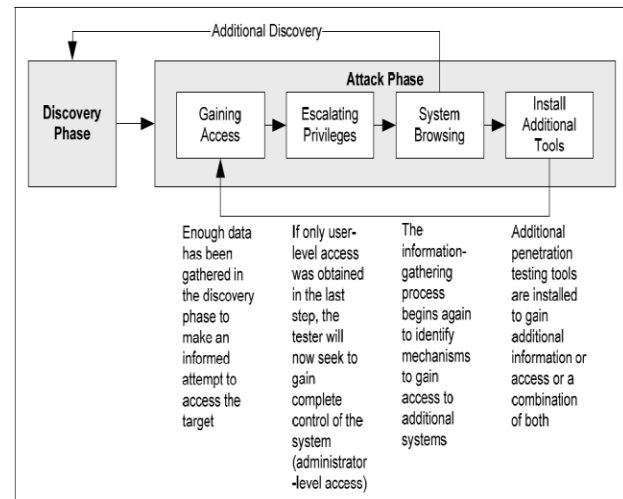 Additional Discovery
Attack Phase
Discovery
Phase
Gaining
Access
Escalating
Privileges
System
Browsing
Install
Additional
Tools
Enough data
has been
gathered in
the discovery
phase to
make an
informed
attempt to
access the
target
If only user-
level access
was obtained
in the last
step, the
tester will
now seek to
gain
complete
control of the
system
(administrator
-level access)
The
information-
gathering
process
begins again
to identify
mechanisms
to gain
access to
additional
systems
Additional
penetration
testing tools
are installed
to gain
additional
information or
access or a
combination
of both